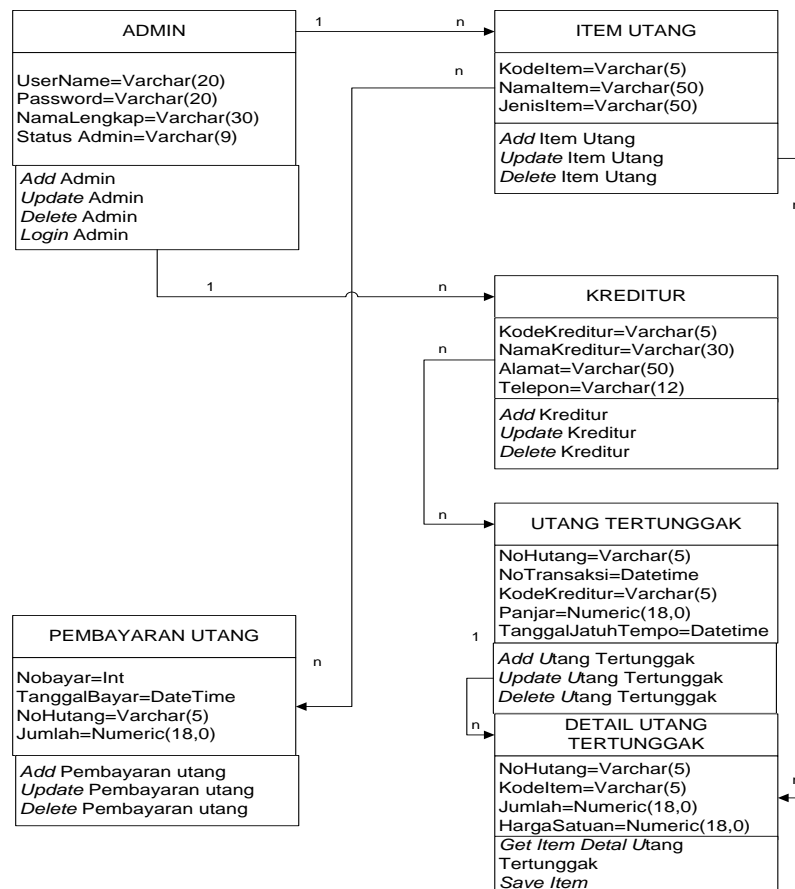 ADMIN
UserName=Varchar(20)
Password=Varchar(20)
NamaLengkap=Varchar(30)
Status Admin=Varchar(9)
Add Admin
Update Admin
Delete Admin
Login Admin
1
n
ITEM UTANG
KodeItem=Varchar(5)
NamaItem=Varchar(50)
JenisItem=Varchar(50)
Add Item Utang
Update Item Utang
Delete Item Utang
n
1
n
KREDITUR
KodeKreditur=Varchar(5)
NamaKreditur=Varchar(30)
Alamat=Varchar(50)
Telepon=Varchar(12)
Add Kreditur
Update Kreditur
Delete Kreditur
n
n
UTANG TERTUNGGAK
NoHutang=Varchar(5)
NoTransaksi=Datetime
KodeKreditur=Varchar(5)
Panjar=Numeric(18,0)
TanggalJatuhTempo=Datetime
Add Utang Tertunggak
Update Utang Tertunggak
Delete Utang Tertunggak
1
n
PEMBAYARAN UTANG
Nobayar=Int
TanggalBayar=DateTime
NoHutang=Varchar(5)
Jumlah=Numeric(18,0)
Add Pembayaran utang
Update Pembayaran utang
Delete Pembayaran utang
n
DETAIL UTANG
TERTUNGGAK
NoHutang=Varchar(5)
KodeItem=Varchar(5)
Jumlah=Numeric(18,0)
HargaSatuan=Numeric(18,0)
Get Item Detal Utang
Tertunggak
Save Item